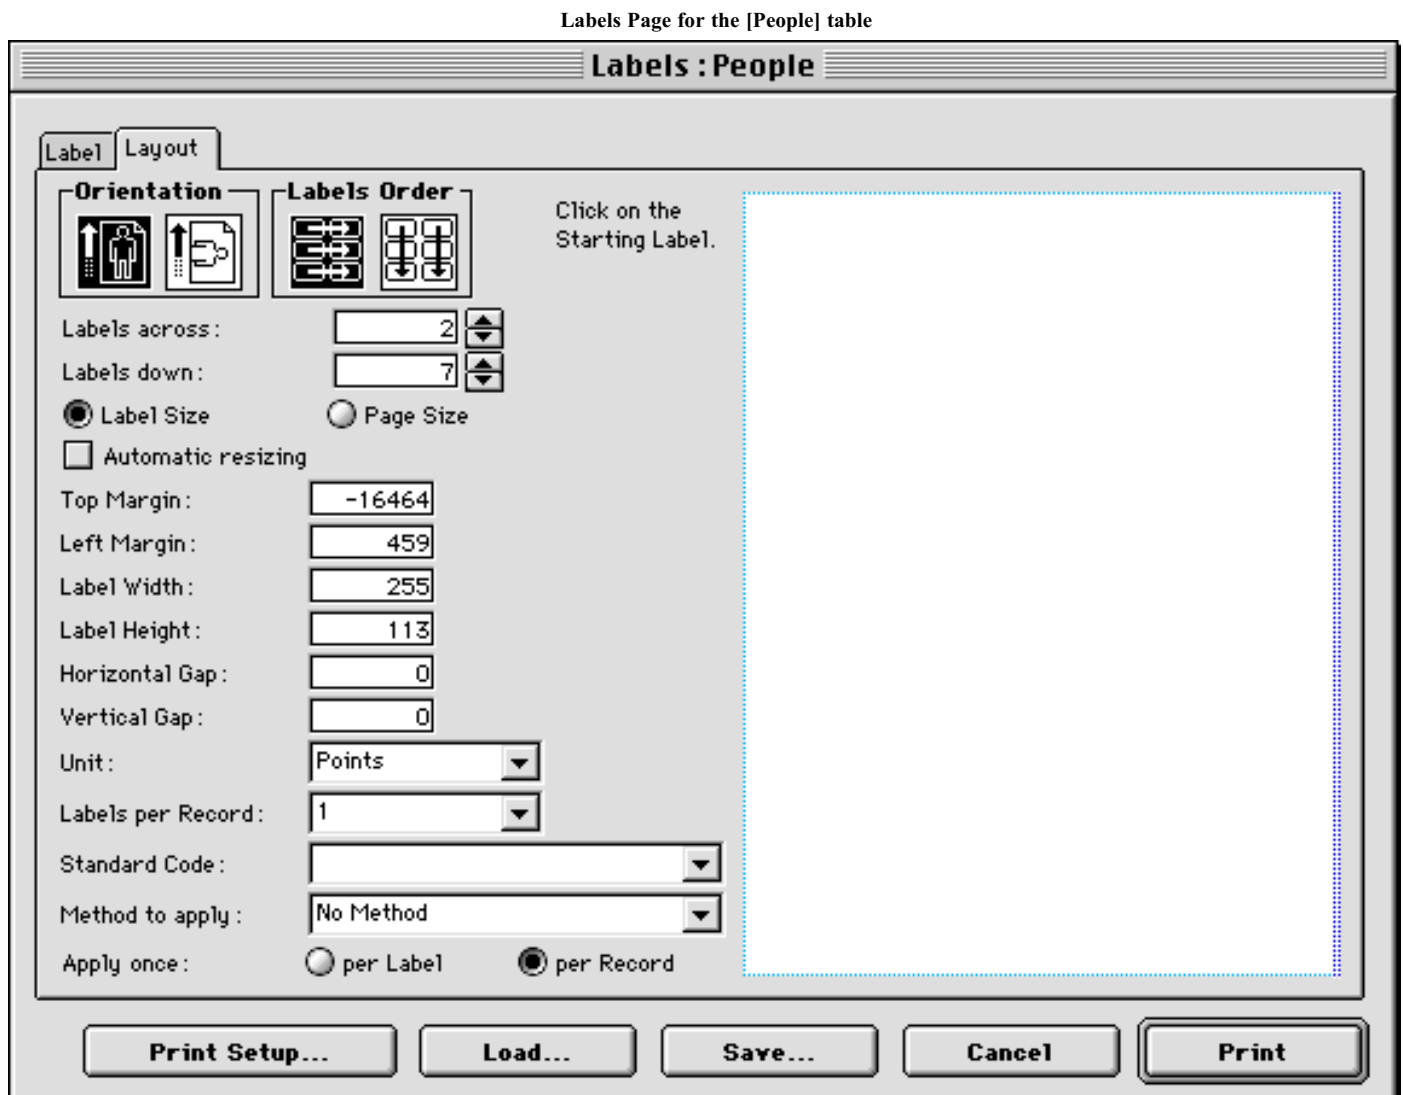 Labels Page for the [People] table
Labels : People
Label
Layout
Orientation
Labels Order
Click on the
Starting Label.
Labels across : 2
Labels down : 7
Label Size
Page Size
Automatic resizing
Top Margin : -16464
Left Margin : 459
Label Width : 255
Label Height : 113
Horizontal Gap : 0
Vertical Gap : 0
Unit : Points
Labels per Record : 1
Standard Code :
Method to apply : No Method
Apply once : per Label per Record
Print Setup... Load... Save... Cancel Print